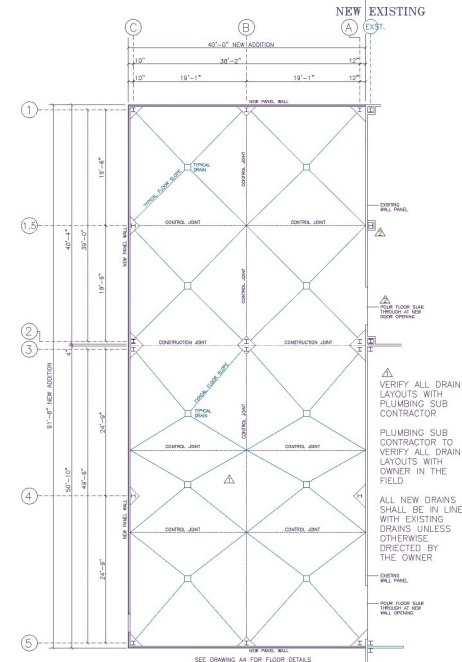 NEW EXISTING
C
B
A
EXST.
40'-0" NEW ADDITION
10"
38'-2"
12"
10"
19'-1"
19'-1"
12"
NEW PANEL WALL
1
TYPICAL FLOOR SLOPE
TYPICAL DRAIN
CONTROL JOINT
19'-6"
EXISTING WALL PANEL
1.5
CONTROL JOINT
CONTROL JOINT
2
40'-4"
39'-0"
NEW PANEL WALL
CONTROL JOINT
19'-6"
2
POUR FLOOR SLAB
THROUGH AT NEW
DOOR OPENING
2
CONSTRUCTION JOINT
CONSTRUCTION JOINT
3
4"
91'-6" NEW ADDITION
TYPICAL FLOOR SLOPE
TYPICAL DRAIN
CONTROL JOINT
24'-9"
1
VERIFY ALL DRAIN
LAYOUTS WITH
PLUMBING SUB
CONTRACTOR
PLUMBING SUB
CONTRACTOR TO
VERIFY ALL DRAIN
LAYOUTS WITH
OWNER IN THE
FIELD
ALL NEW DRAINS
SHALL BE IN LINE
WITH EXISTING
DRAINS UNLESS
OTHERWISE
DRIECTED BY
THE OWNER
CONTROL JOINT
CONTROL JOINT
50'-10"
49'-6"
1
4
NEW PANEL WALL
CONTROL JOINT
CONTROL JOINT
24'-9"
EXISTING
WALL PANEL
POUR FLOOR SLAB
THROUGH AT NEW
WALL OPENING
5
NEW PANEL WALL
SEE DRAWING A4 FOR FLOOR DETAILS